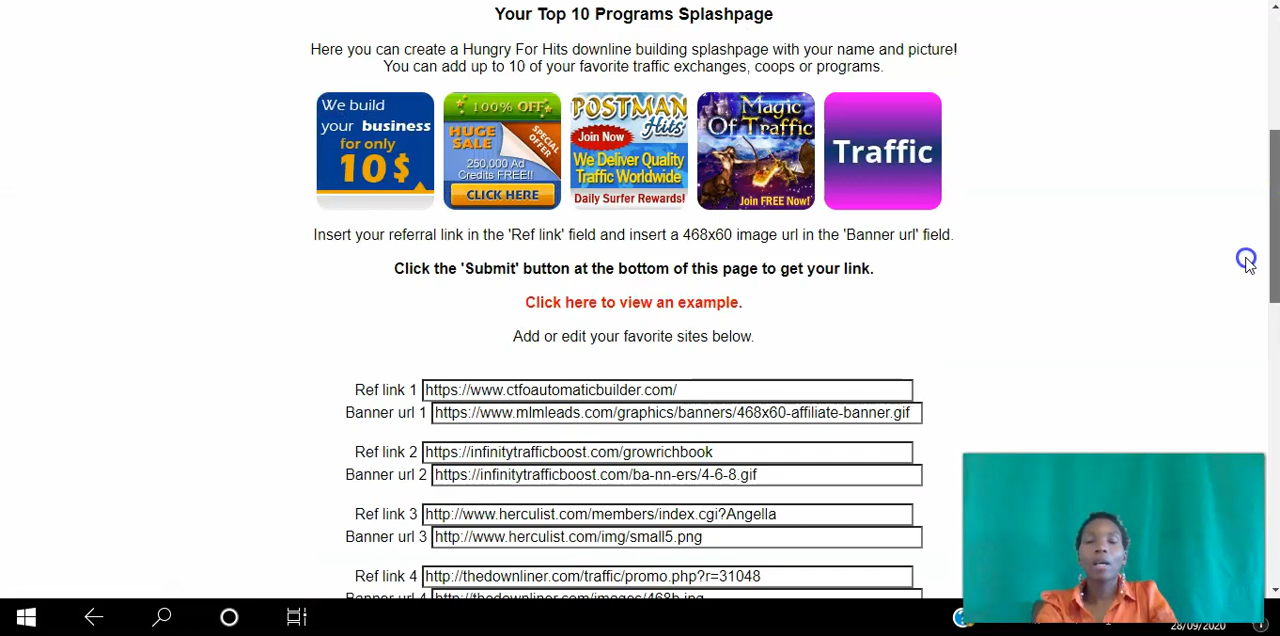 Your Top 10 Programs Splashpage
Here you can create a Hungry For Hits downline building splashpage with your name and picture!
You can add up to 10 of your favorite traffic exchanges, coops or programs.
We build
your business
for only
10$
100% OFF
HUGE
SALE
SPECIAL
OFFER
250,000 Ad
Credits FREE!!
CLICK HERE
POSTMAN
Hits
Join Now
We Deliver Quality
Traffic Worldwide
Daily Surfer Rewards!
Magic
Of Traffic
Join FREE Now!
Traffic
Insert your referral link in the 'Ref link' field and insert a 468x60 image url in the 'Banner url' field.
Click the 'Submit' button at the bottom of this page to get your link.
Click here to view an example.
Add or edit your favorite sites below.
Ref link 1 https://www.ctfoautomaticbuilder.com/
Banner url 1 https://www.mlmleads.com/graphics/banners/468x60-affiliate-banner.gif
Ref link 2 https://infinitytrafficboost.com/growrichbook
Banner url 2 https://infinitytrafficboost.com/ba-nn-ers/4-6-8.gif
Ref link 3 http://www.herculist.com/members/index.cgi?Angella
Banner url 3 http://www.herculist.com/img/small5.png
Ref link 4 http://thedownliner.com/traffic/promo.php?r=31048
Banner url 4 http://thedownliner.com/images/468b.jpg
28/09/2020